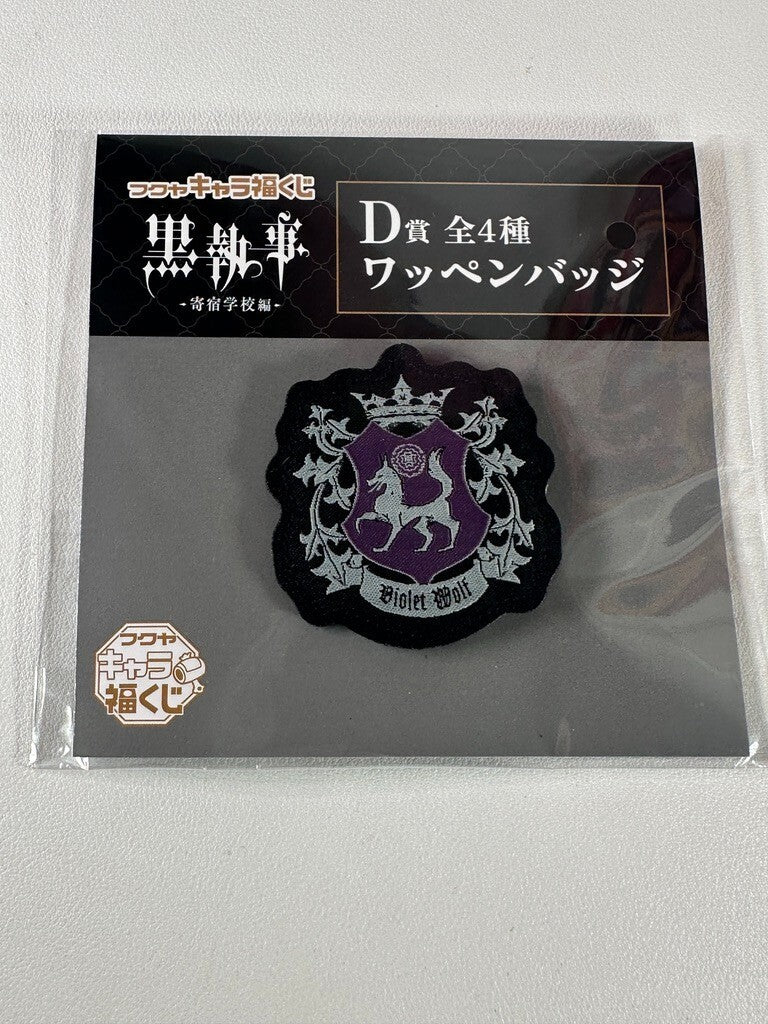 フクヤキャラ福くじ
黒執事
-寄宿学校編-
D賞 全4種
ワッペンバッジ
Violet Wolf
フクヤ
キャラ
福くじ